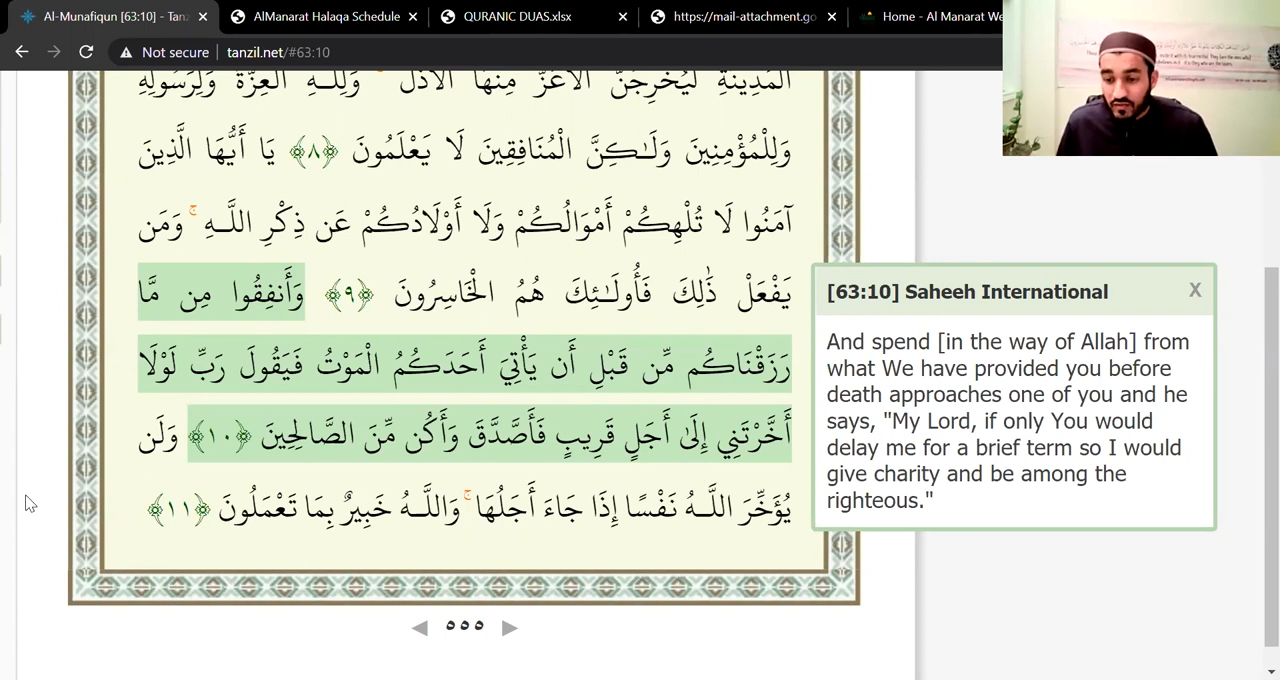 Al-Munafiqun [63:10] - Tanz
AlManarat Halaqa Schedule
QURANIC DUAS.xlsx
https://mail-attachment.go
Home - Al Manarat We
Not secure
tanzil.net/#63:10
الْمَدِينَةِ لَيُخْرِجَنَّ الْأَعَزُّ مِنْهَا الْأَذَلَّ ۚ وَلِلَّـهِ الْعِزَّةُ وَلِرَسُولِهِ
وَلِلْمُؤْمِنِينَ وَلَـٰكِنَّ الْمُنَافِقِينَ لَا يَعْلَمُونَ ﴿٨﴾ يَا أَيُّهَا الَّذِينَ
آمَنُوا لَا تُلْهِكُمْ أَمْوَالُكُمْ وَلَا أَوْلَادُكُمْ عَن ذِكْرِ اللَّـهِ ۚ وَمَن
يَفْعَلْ ذَٰلِكَ فَأُولَـٰئِكَ هُمُ الْخَاسِرُونَ ﴿٩﴾ وَأَنفِقُوا مِن مَّا
رَزَقْنَاكُم مِّن قَبْلِ أَن يَأْتِيَ أَحَدَكُمُ الْمَوْتُ فَيَقُولَ رَبِّ لَوْلَا
أَخَّرْتَنِي إِلَىٰ أَجَلٍ قَرِيبٍ فَأَصَّدَّقَ وَأَكُن مِّنَ الصَّالِحِينَ ﴿١٠﴾ وَلَن
يُؤَخِّرَ اللَّـهُ نَفْسًا إِذَا جَاءَ أَجَلُهَا ۚ وَاللَّـهُ خَبِيرٌ بِمَا تَعْمَلُونَ ﴿١١﴾
٥٥٥
[63:10] Saheeh International
X
And spend [in the way of Allah] from
what We have provided you before
death approaches one of you and he
says, "My Lord, if only You would
delay me for a brief term so I would
give charity and be among the
righteous."